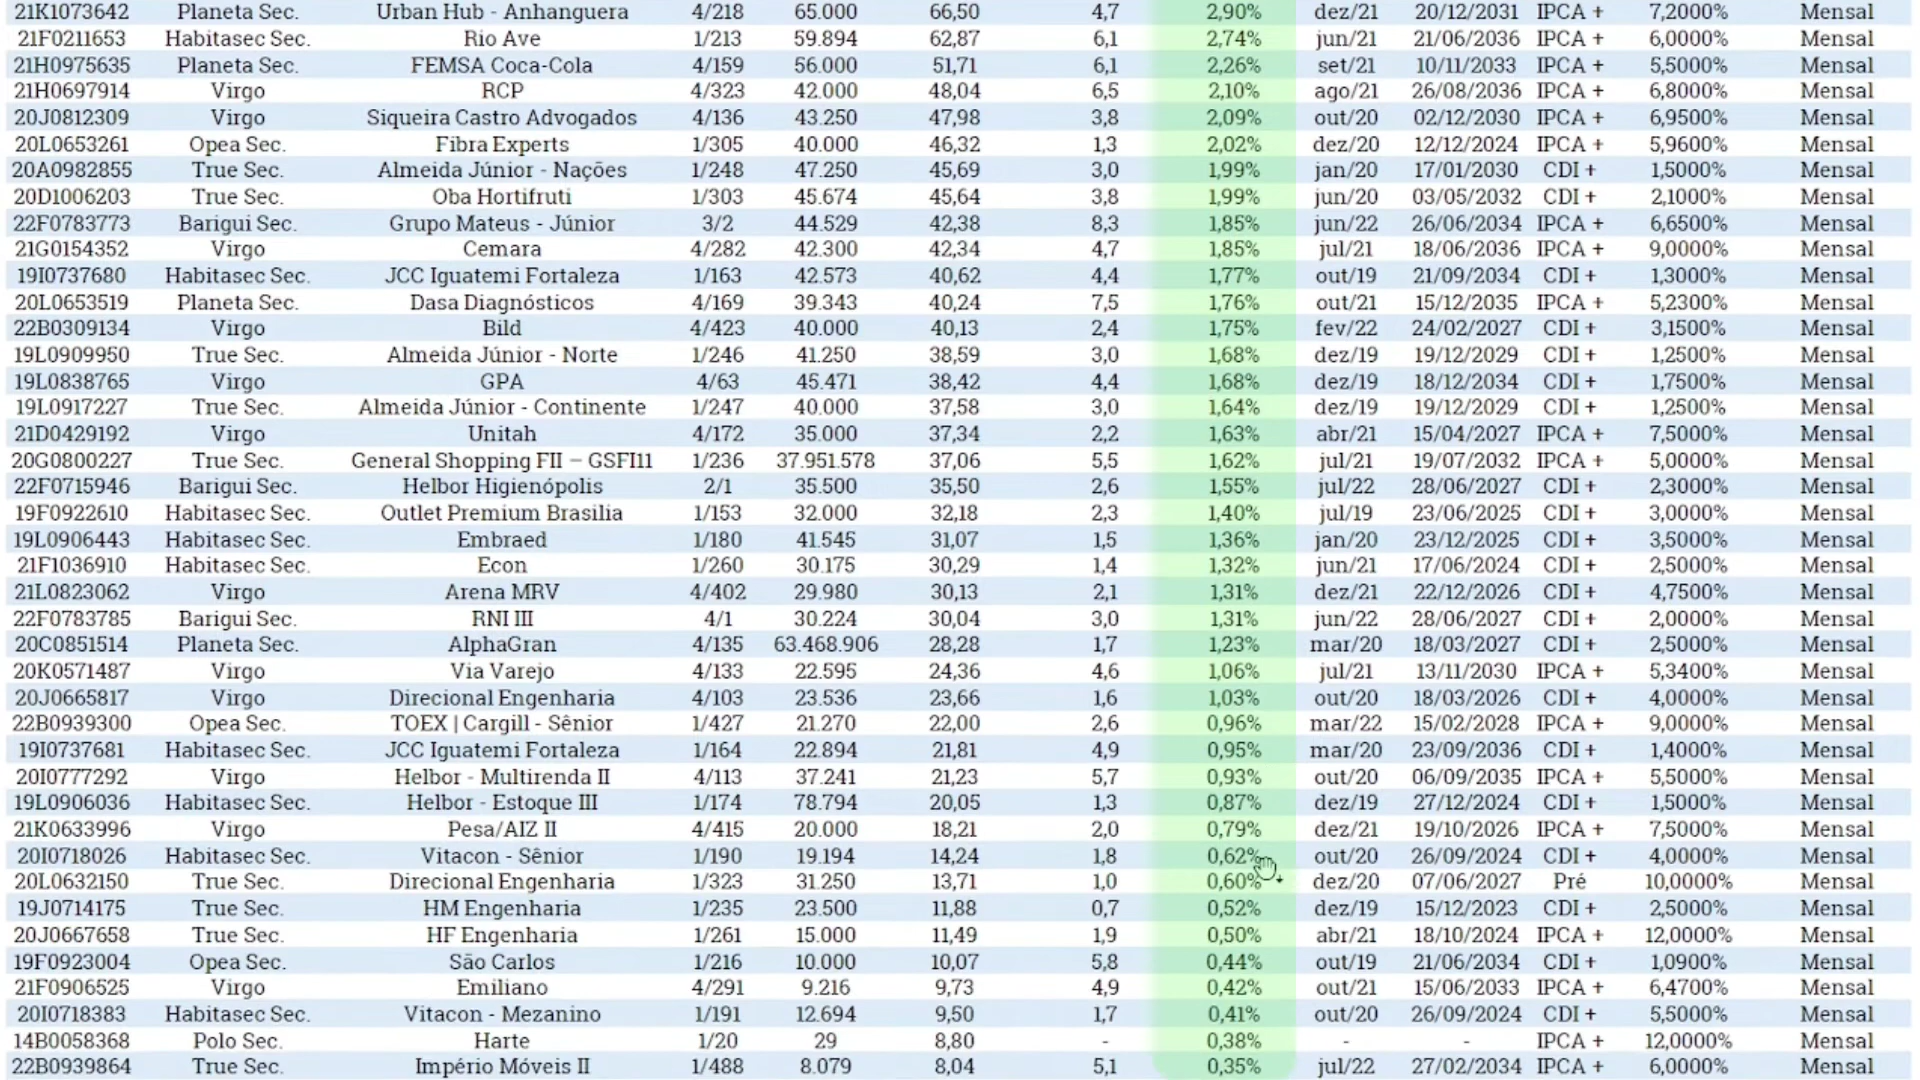 21K1073642 Planeta Sec. Urban Hub - Anhanguera 4/218 65.000 66,50 4,7 2,90% dez/21 20/12/2031 IPCA + 7,2000% Mensal
21F0211653 Habitasec Sec. Rio Ave 1/213 59.894 62,87 6,1 2,74% jun/21 21/06/2036 IPCA + 6,0000% Mensal
21H0975635 Planeta Sec. FEMSA Coca-Cola 4/159 56.000 51,71 6,1 2,26% set/21 10/11/2033 IPCA + 5,5000% Mensal
21H0697914 Virgo RCP 4/323 42.000 48,04 6,5 2,10% ago/21 26/08/2036 IPCA + 6,8000% Mensal
20J0812309 Virgo Siqueira Castro Advogados 4/136 43.250 47,98 3,8 2,09% out/20 02/12/2030 IPCA + 6,9500% Mensal
20L0653261 Opea Sec. Fibra Experts 1/305 40.000 46,32 1,3 2,02% dez/20 12/12/2024 IPCA + 5,9600% Mensal
20A0982855 True Sec. Almeida Júnior - Nações 1/248 47.250 45,69 3,0 1,99% jan/20 17/01/2030 CDI + 1,5000% Mensal
20D1006203 True Sec. Oba Hortifruti 1/303 45.674 45,64 3,8 1,99% jun/20 03/05/2032 CDI + 2,1000% Mensal
22F0783773 Barigui Sec. Grupo Mateus - Júnior 3/2 44.529 42,38 8,3 1,85% jun/22 26/06/2034 IPCA + 6,6500% Mensal
21G0154352 Virgo Cemara 4/282 42.300 42,34 4,7 1,85% jul/21 18/06/2036 IPCA + 9,0000% Mensal
19I0737680 Habitasec Sec. JCC Iguatemi Fortaleza 1/163 42.573 40,62 4,4 1,77% out/19 21/09/2034 CDI + 1,3000% Mensal
20L0653519 Planeta Sec. Dasa Diagnósticos 4/169 39.343 40,24 7,5 1,76% out/21 15/12/2035 IPCA + 5,2300% Mensal
22B0309134 Virgo Bild 4/423 40.000 40,13 2,4 1,75% fev/22 24/02/2027 CDI + 3,1500% Mensal
19L0909950 True Sec. Almeida Júnior - Norte 1/246 41.250 38,59 3,0 1,68% dez/19 19/12/2029 CDI + 1,2500% Mensal
19L0838765 Virgo GPA 4/63 45.471 38,42 4,4 1,68% dez/19 18/12/2034 CDI + 1,7500% Mensal
19L0917227 True Sec. Almeida Júnior - Continente 1/247 40.000 37,58 3,0 1,64% dez/19 19/12/2029 CDI + 1,2500% Mensal
21D0429192 Virgo Unitah 4/172 35.000 37,34 2,2 1,63% abr/21 15/04/2027 IPCA + 7,5000% Mensal
20G0800227 True Sec. General Shopping FII – GSFI11 1/236 37.951.578 37,06 5,5 1,62% jul/21 19/07/2032 IPCA + 5,0000% Mensal
22F0715946 Barigui Sec. Helbor Higienópolis 2/1 35.500 35,50 2,6 1,55% jul/22 28/06/2027 CDI + 2,3000% Mensal
19F0922610 Habitasec Sec. Outlet Premium Brasilia 1/153 32.000 32,18 2,3 1,40% jul/19 23/06/2025 CDI + 3,0000% Mensal
19L0906443 Habitasec Sec. Embraed 1/180 41.545 31,07 1,5 1,36% jan/20 23/12/2025 CDI + 3,5000% Mensal
21F1036910 Habitasec Sec. Econ 1/260 30.175 30,29 1,4 1,32% jun/21 17/06/2024 CDI + 2,5000% Mensal
21L0823062 Virgo Arena MRV 4/402 29.980 30,13 2,1 1,31% dez/21 22/12/2026 CDI + 4,7500% Mensal
22F0783785 Barigui Sec. RNI III 4/1 30.224 30,04 3,0 1,31% jun/22 28/06/2027 CDI + 2,0000% Mensal
20C0851514 Planeta Sec. AlphaGran 4/135 63.468.906 28,28 1,7 1,23% mar/20 18/03/2027 CDI + 2,5000% Mensal
20K0571487 Virgo Via Varejo 4/133 22.595 24,36 4,6 1,06% jul/21 13/11/2030 IPCA + 5,3400% Mensal
20J0665817 Virgo Direcional Engenharia 4/103 23.536 23,66 1,6 1,03% out/20 18/03/2026 CDI + 4,0000% Mensal
22B0939300 Opea Sec. TOEX | Cargill - Sênior 1/427 21.270 22,00 2,6 0,96% mar/22 15/02/2028 IPCA + 9,0000% Mensal
19I0737681 Habitasec Sec. JCC Iguatemi Fortaleza 1/164 22.894 21,81 4,9 0,95% mar/20 23/09/2036 CDI + 1,4000% Mensal
20I0777292 Virgo Helbor - Multirenda II 4/113 37.241 21,23 5,7 0,93% out/20 06/09/2035 IPCA + 5,5000% Mensal
19L0906036 Habitasec Sec. Helbor - Estoque III 1/174 78.794 20,05 1,3 0,87% dez/19 27/12/2024 CDI + 1,5000% Mensal
21K0633996 Virgo Pesa/AIZ II 4/415 20.000 18,21 2,0 0,79% dez/21 19/10/2026 IPCA + 7,5000% Mensal
20I0718026 Habitasec Sec. Vitacon - Sênior 1/190 19.194 14,24 1,8 0,62% out/20 26/09/2024 CDI + 4,0000% Mensal
20L0632150 True Sec. Direcional Engenharia 1/323 31.250 13,71 1,0 0,60% dez/20 07/06/2027 Pré 10,0000% Mensal
19J0714175 True Sec. HM Engenharia 1/235 23.500 11,88 0,7 0,52% dez/19 15/12/2023 CDI + 2,5000% Mensal
20J0667658 True Sec. HF Engenharia 1/261 15.000 11,49 1,9 0,50% abr/21 18/10/2024 IPCA + 12,0000% Mensal
19F0923004 Opea Sec. São Carlos 1/216 10.000 10,07 5,8 0,44% out/19 21/06/2034 CDI + 1,0900% Mensal
21F0906525 Virgo Emiliano 4/291 9.216 9,73 4,9 0,42% out/21 15/06/2033 IPCA + 6,4700% Mensal
20I0718383 Habitasec Sec. Vitacon - Mezanino 1/191 12.694 9,50 1,7 0,41% out/20 26/09/2024 CDI + 5,5000% Mensal
14B0058368 Polo Sec. Harte 1/20 29 8,80 - 0,38% - - IPCA + 12,0000% Mensal
22B0939864 True Sec. Império Móveis II 1/488 8.079 8,04 5,1 0,35% jul/22 27/02/2034 IPCA + 6,0000% Mensal